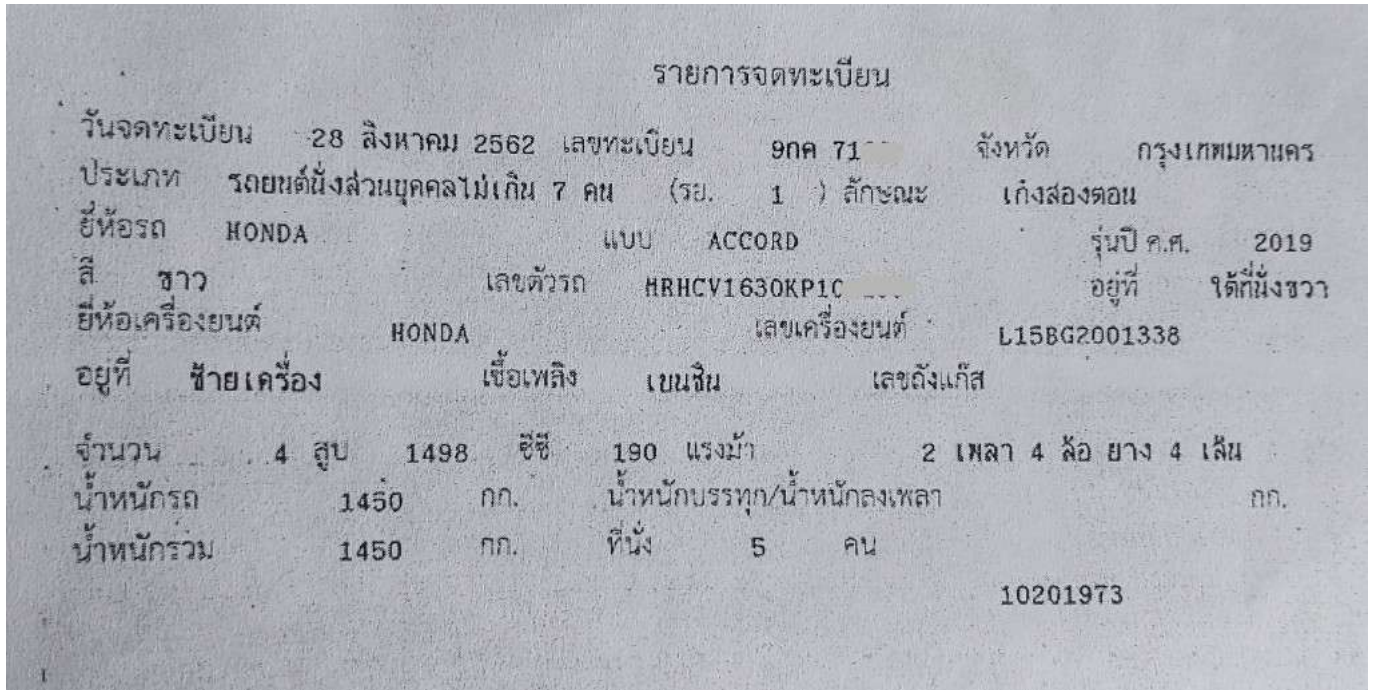 รายการจดทะเบียน
วันจดทะเบียน 28 สิงหาคม 2562 เลขทะเบียน 9กค 71 จังหวัด กรุงเทพมหานคร
ประเภท รถยนต์นั่งส่วนบุคคลไม่เกิน 7 คน (รย. 1 ) ลักษณะ เก๋งสองตอน
ยี่ห้อรถ HONDA แบบ ACCORD รุ่นปี ค.ศ. 2019
สี ขาว เลขตัวรถ MRHCV1630KP1 อยู่ที่ ใต้ที่นั่งขวา
ยี่ห้อเครื่องยนต์ HONDA เลขเครื่องยนต์ L15BG2001338
อยู่ที่ ซ้ายเครื่อง เชื้อเพลิง เบนซิน เลขถังแก๊ส
จำนวน 4 สูบ 1498 ซีซี 190 แรงม้า 2 เพลา 4 ล้อ ยาง 4 เส้น
น้ำหนักรถ 1450 กก. น้ำหนักบรรทุก/น้ำหนักลงเพลา กก.
น้ำหนักรวม 1450 กก. ที่นั่ง 5 คน
10201973